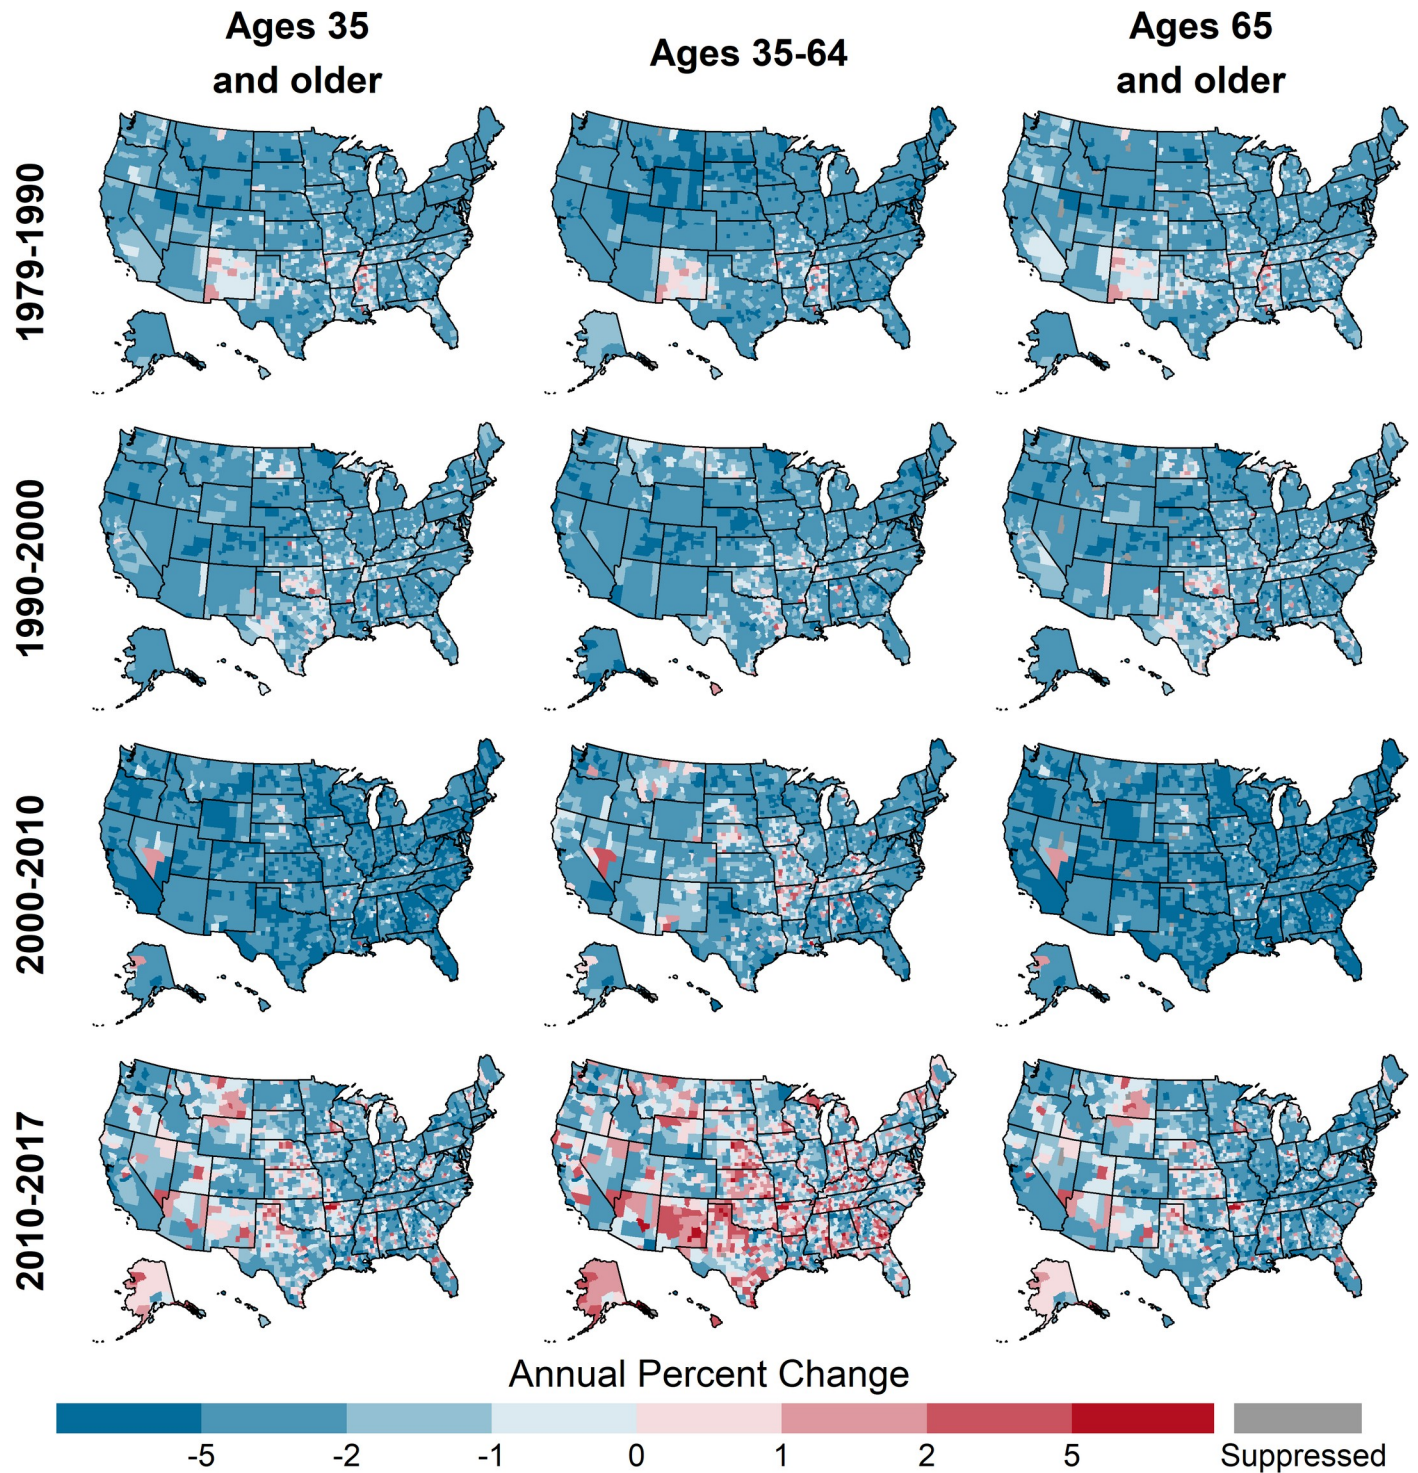 Ages 35
and older
Ages 35-64
Ages 65
and older
1979-1990
1990-2000
2000-2010
2010-2017
Annual Percent Change
-5 -2 -1 0 1 2 5 Suppressed